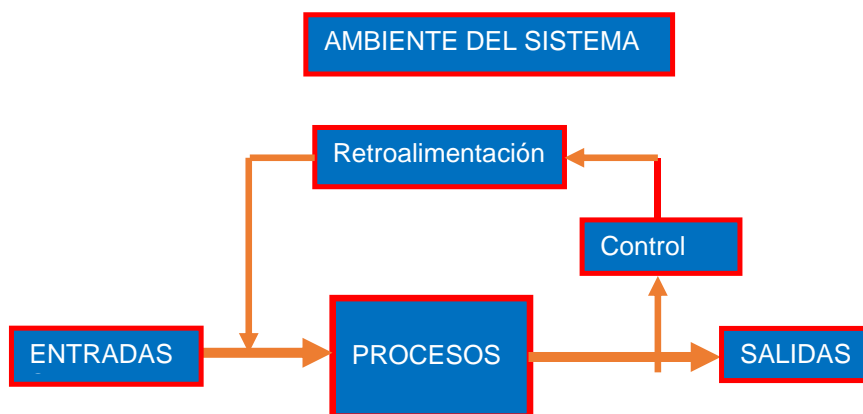 AMBIENTE DEL SISTEMA
Retroalimentación
Control
ENTRADAS
PROCESOS
SALIDAS